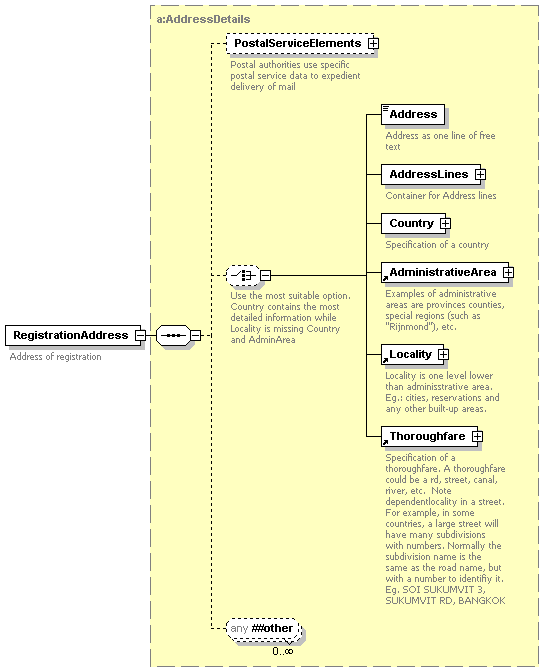 a:AddressDetails
PostalServiceElements
Postal authorities use specific
postal service data to expedient
delivery of mail
Address
Address as one line of free
text
AddressLines
Container for Address lines
Country
Specification of a country
AdministrativeArea
Examples of administrative
areas are provinces counties,
special regions (such as
"Rijnmond"), etc.
Use the most suitable option.
Country contains the most
detailed information while
Locality is missing Country
and AdminArea
RegistrationAddress
Address of registration
Locality
Locality is one level lower
than adminisstrative area.
Eg.: cities, reservations and
any other built-up areas.
Thoroughfare
Specification of a
thoroughfare. A thoroughfare
could be a rd, street, canal,
river, etc.  Note
dependentlocality in a street.
For example, in some
countries, a large street will
have many subdivisions
with numbers. Normally the
subdivision name is the
same as the road name, but
with a number to identifiy it.
Eg. SOI SUKUMVIT 3,
SUKUMVIT RD, BANGKOK
any ##other
0..∞